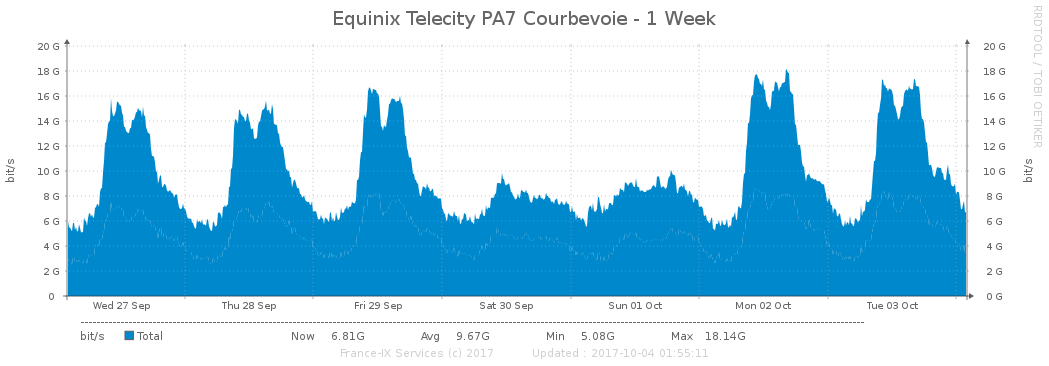 Equinix Telecity PA7 Courbevoie - 1 Week
RRDTOOL / TOBI OETIKER
bit/s
20 G 20 G
18 G 18 G
16 G 16 G
14 G 14 G
12 G 12 G
10 G 10 G
8 G 8 G
6 G 6 G
4 G 4 G
2 G 2 G
0 0 G
bit/s
Wed 27 Sep Thu 28 Sep Fri 29 Sep Sat 30 Sep Sun 01 Oct Mon 02 Oct Tue 03 Oct
bit/s Total Now 6.81G Avg 9.67G Min 5.08G Max 18.14G
France-IX Services (c) 2017 Updated : 2017-10-04 01:55:11